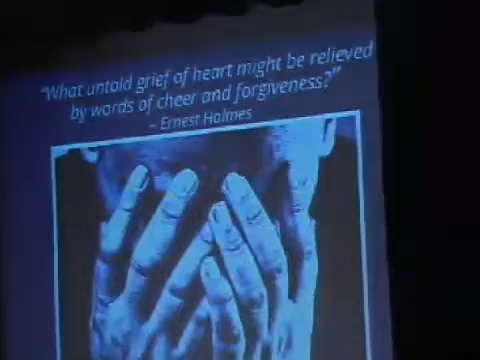 "What untold grief of heart might be relieved
by words of cheer and forgiveness?"
~ Ernest Holmes